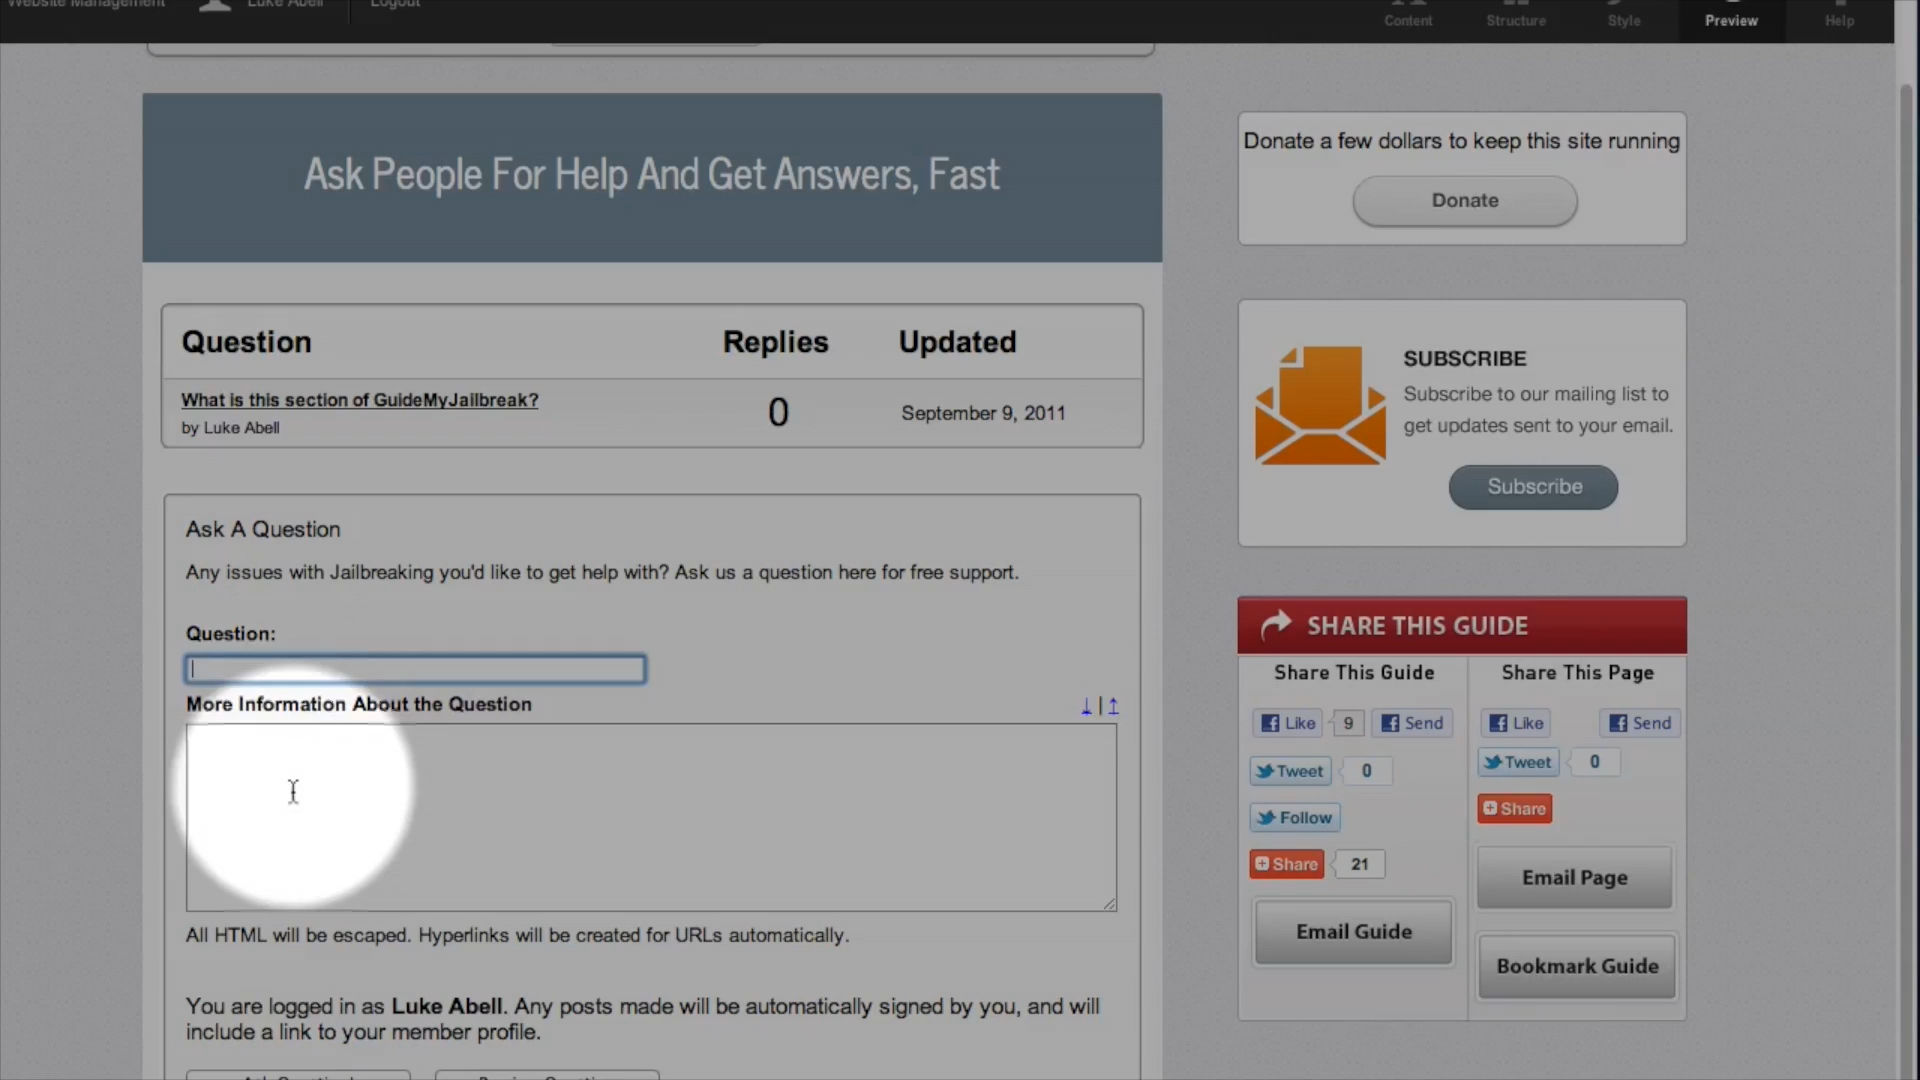 Website Management
Luke Abell
Logout
Content
Structure
Style
Preview
Help
Ask People For Help And Get Answers, Fast
Question
Replies
Updated
What is this section of GuideMyJailbreak?
by Luke Abell
0
September 9, 2011
Ask A Question
Any issues with Jailbreaking you'd like to get help with? Ask us a question here for free support.
Question:
More Information About the Question
All HTML will be escaped. Hyperlinks will be created for URLs automatically.
You are logged in as Luke Abell. Any posts made will be automatically signed by you, and will
include a link to your member profile.
Donate a few dollars to keep this site running
Donate
SUBSCRIBE
Subscribe to our mailing list to
get updates sent to your email.
Subscribe
SHARE THIS GUIDE
Share This Guide
Like
9
Send
Tweet
0
Follow
Share
21
Email Guide
Share This Page
Like
Send
Tweet
0
Share
Email Page
Bookmark Guide